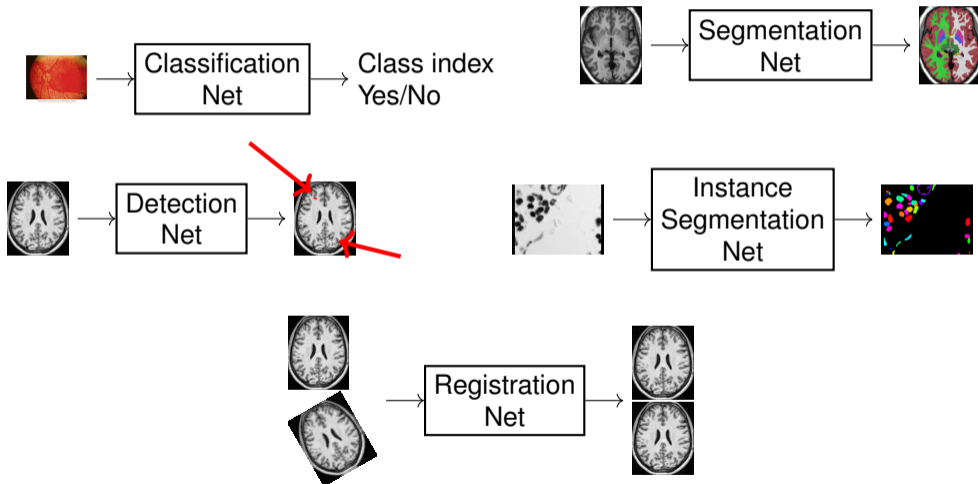 Classification
Net
Class index
Yes/No
Segmentation
Net
Detection
Net
Instance
Segmentation
Net
Registration
Net